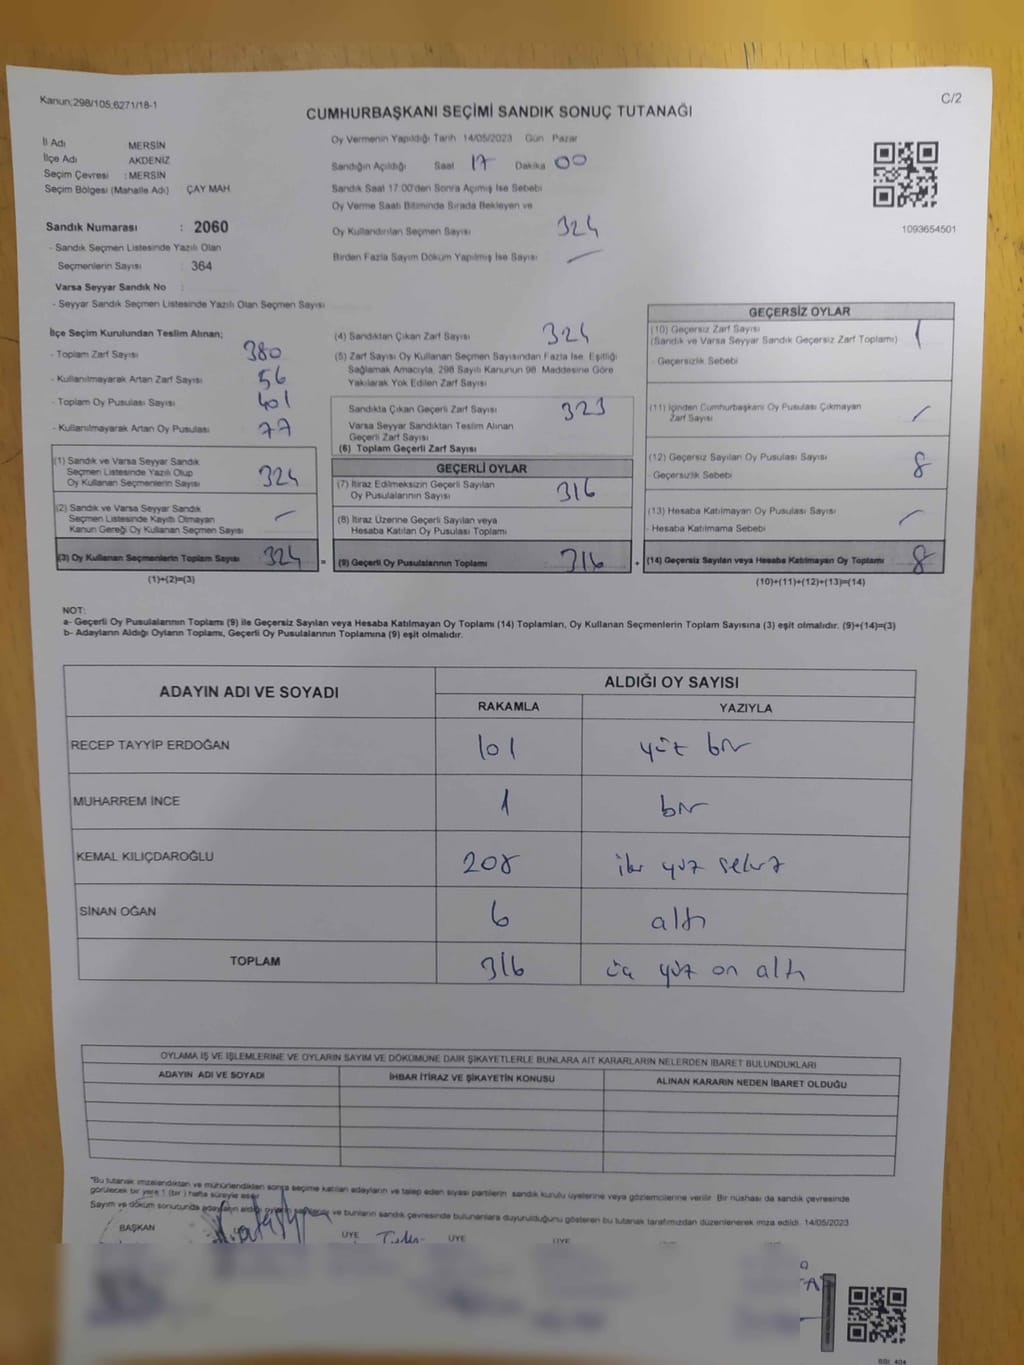 Kanun;298/105;6271/18-1
C/2
CUMHURBAŞKANI SEÇİMİ SANDIK SONUÇ TUTANAĞI
İl Adı MERSİN
İlçe Adı AKDENİZ
Seçim Çevresi : MERSİN
Seçim Bölgesi (Mahalle Adı) ÇAY MAH
Sandık Numarası : 2060
- Sandık Seçmen Listesinde Yazılı Olan
Seçmenlerin Sayısı : 364
Varsa Seyyar Sandık No :
- Seyyar Sandık Seçmen Listesinde Yazılı Olan Seçmen Sayısı
Oy Vermenin Yapıldığı Tarih 14/05/2023 Gün Pazar
Sandığın Açıldığı Saat 17 Dakika 00
Sandık Saat 17.00'den Sonra Açımış İse Sebebi
Oy Verme Saati Bitiminde Sırada Bekleyen ve
Oy Kullandırılan Seçmen Sayısı 324
Birden Fazla Sayım Döküm Yapılmış İse Sayısı —
1093654501
İlçe Seçim Kurulundan Teslim Alınan;
- Toplam Zarf Sayısı 380
- Kullanılmayarak Artan Zarf Sayısı 56
- Toplam Oy Pusulası Sayısı 401
- Kullanılmayarak Artan Oy Pusulası 77
(1) Sandık ve Varsa Seyyar Sandık
Seçmen Listesinde Yazılı Olup
Oy Kullanan Seçmenlerin Sayısı 324
(2) Sandık ve Varsa Seyyar Sandık
Seçmen Listesinde Kayıtlı Olmayan
Kanun Gereği Oy Kullanan Seçmen Sayısı —
(3) Oy Kullanan Seçmenlerin Toplam Sayısı 324 =
(1)+(2)=(3)
(4) Sandıktan Çıkan Zarf Sayısı 324
(5) Zarf Sayısı Oy Kullanan Seçmen Sayısından Fazla İse, Eşitliği
Sağlamak Amacıyla, 298 Sayılı Kanunun 98. Maddesine Göre
Yakılarak Yok Edilen Zarf Sayısı
Sandıkta Çıkan Geçerli Zarf Sayısı 323
Varsa Seyyar Sandıktan Teslim Alınan
Geçerli Zarf Sayısı
(6) Toplam Geçerli Zarf Sayısı
GEÇERLİ OYLAR
(7) İtiraz Edilmeksizin Geçerli Sayılan
Oy Pusulalarının Sayısı 316
(8) İtiraz Üzerine Geçerli Sayılan veya
Hesaba Katılan Oy Pusulası Toplamı
(9) Geçerli Oy Pusulalarının Toplamı 316 +
GEÇERSİZ OYLAR
(10) Geçersiz Zarf Sayısı 1
(Sandık ve Varsa Seyyar Sandık Geçersiz Zarf Toplamı)
- Geçersizlik Sebebi
(11) İçinden Cumhurbaşkanı Oy Pusulası Çıkmayan
Zarf Sayısı —
(12) Geçersiz Sayılan Oy Pusulası Sayısı 8
- Geçersizlik Sebebi
(13) Hesaba Katılmayan Oy Pusulası Sayısı —
- Hesaba Katılmama Sebebi
(14) Geçersiz Sayılan veya Hesaba Katılmayan Oy Toplamı 8
(10)+(11)+(12)+(13)=(14)
NOT:
a- Geçerli Oy Pusulalarının Toplamı (9) ile Geçersiz Sayılan veya Hesaba Katılmayan Oy Toplamı (14) Toplamları, Oy Kullanan Seçmenlerin Toplam Sayısına (3) eşit olmalıdır. (9)+(14)=(3)
b- Adayların Aldığı Oyların Toplamı, Geçerli Oy Pusulalarının Toplamına (9) eşit olmalıdır.
ADAYIN ADI VE SOYADI
ALDIĞI OY SAYISI
RAKAMLA YAZIYLA
RECEP TAYYİP ERDOĞAN 101 yüz bir
MUHARREM İNCE 1 bir
KEMAL KILIÇDAROĞLU 208 iki yüz sekiz
SİNAN OĞAN 6 altı
TOPLAM 316 üç yüz on altı
OYLAMA İŞ VE İŞLEMLERİNE VE OYLARIN SAYIM VE DÖKÜMÜNE DAİR ŞİKAYETLERLE BUNLARA AİT KARARLARIN NELERDEN İBARET BULUNDUKLARI
ADAYIN ADI VE SOYADI İHBAR İTİRAZ VE ŞİKAYETİN KONUSU ALINAN KARARIN NEDEN İBARET OLDUĞU
"Bu tutanak imzalandıktan ve mühürlendikten sonra seçime katılan adayların ve talep eden siyasi partilerin sandık kurulu üyelerine veya gözlemcilerine verilir. Bir nüshası da sandık çevresinde
görülecek bir yere 1 (bir) hafta süreyle asılır.
Sayım ve döküm sonucunda adayların aldığı oyların ve bunların sandık çevresinde bulunanlara duyurulduğunu gösteren bu tutanak tarafımızdan düzenlenerek imza edildi. 14/05/2023
BAŞKAN ÜYE ÜYE ÜYE